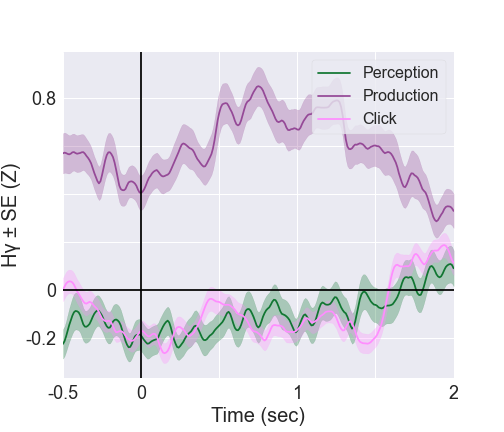 Hγ ± SE (Z)
0.8
0
-0.2
Perception
Production
Click
-0.5 0 1 2
Time (sec)